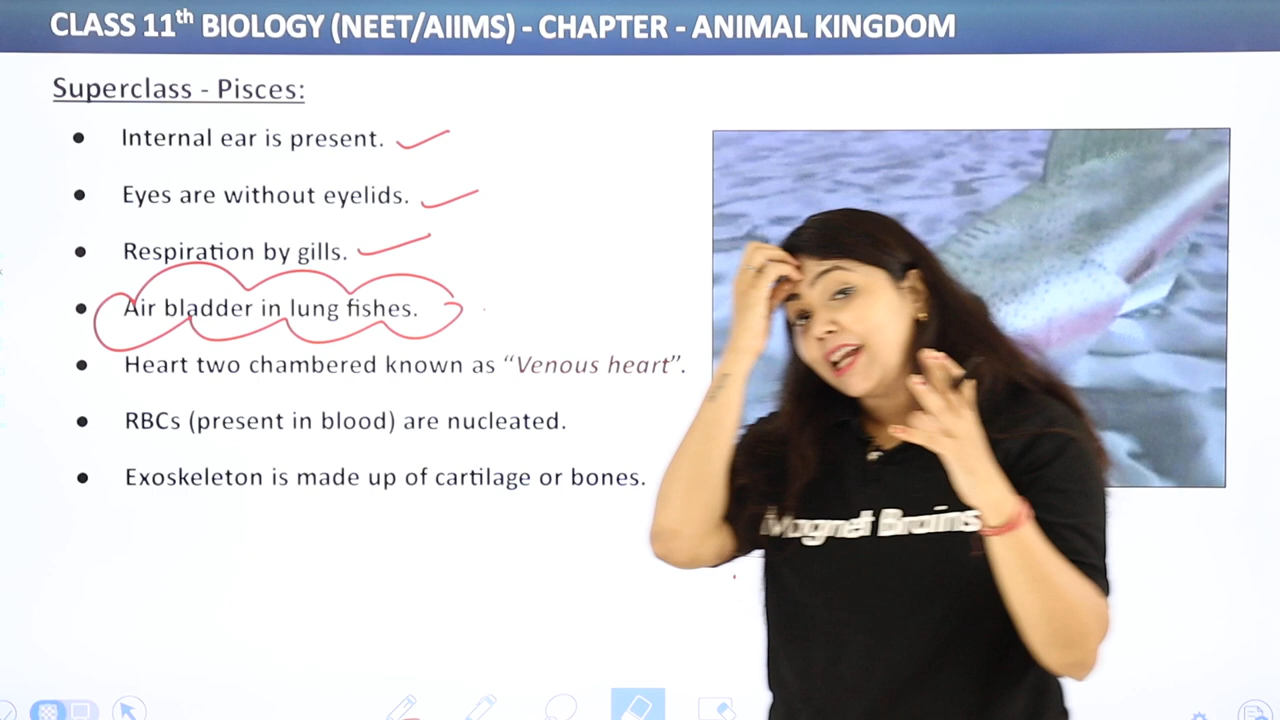 CLASS 11th BIOLOGY (NEET/AIIMS) - CHAPTER - ANIMAL KINGDOM
Superclass - Pisces:
● Internal ear is present.
● Eyes are without eyelids.
● Respiration by gills.
● Air bladder in lung fishes.
● Heart two chambered known as “Venous heart”.
● RBCs (present in blood) are nucleated.
● Exoskeleton is made up of cartilage or bones.
Magnet Brains